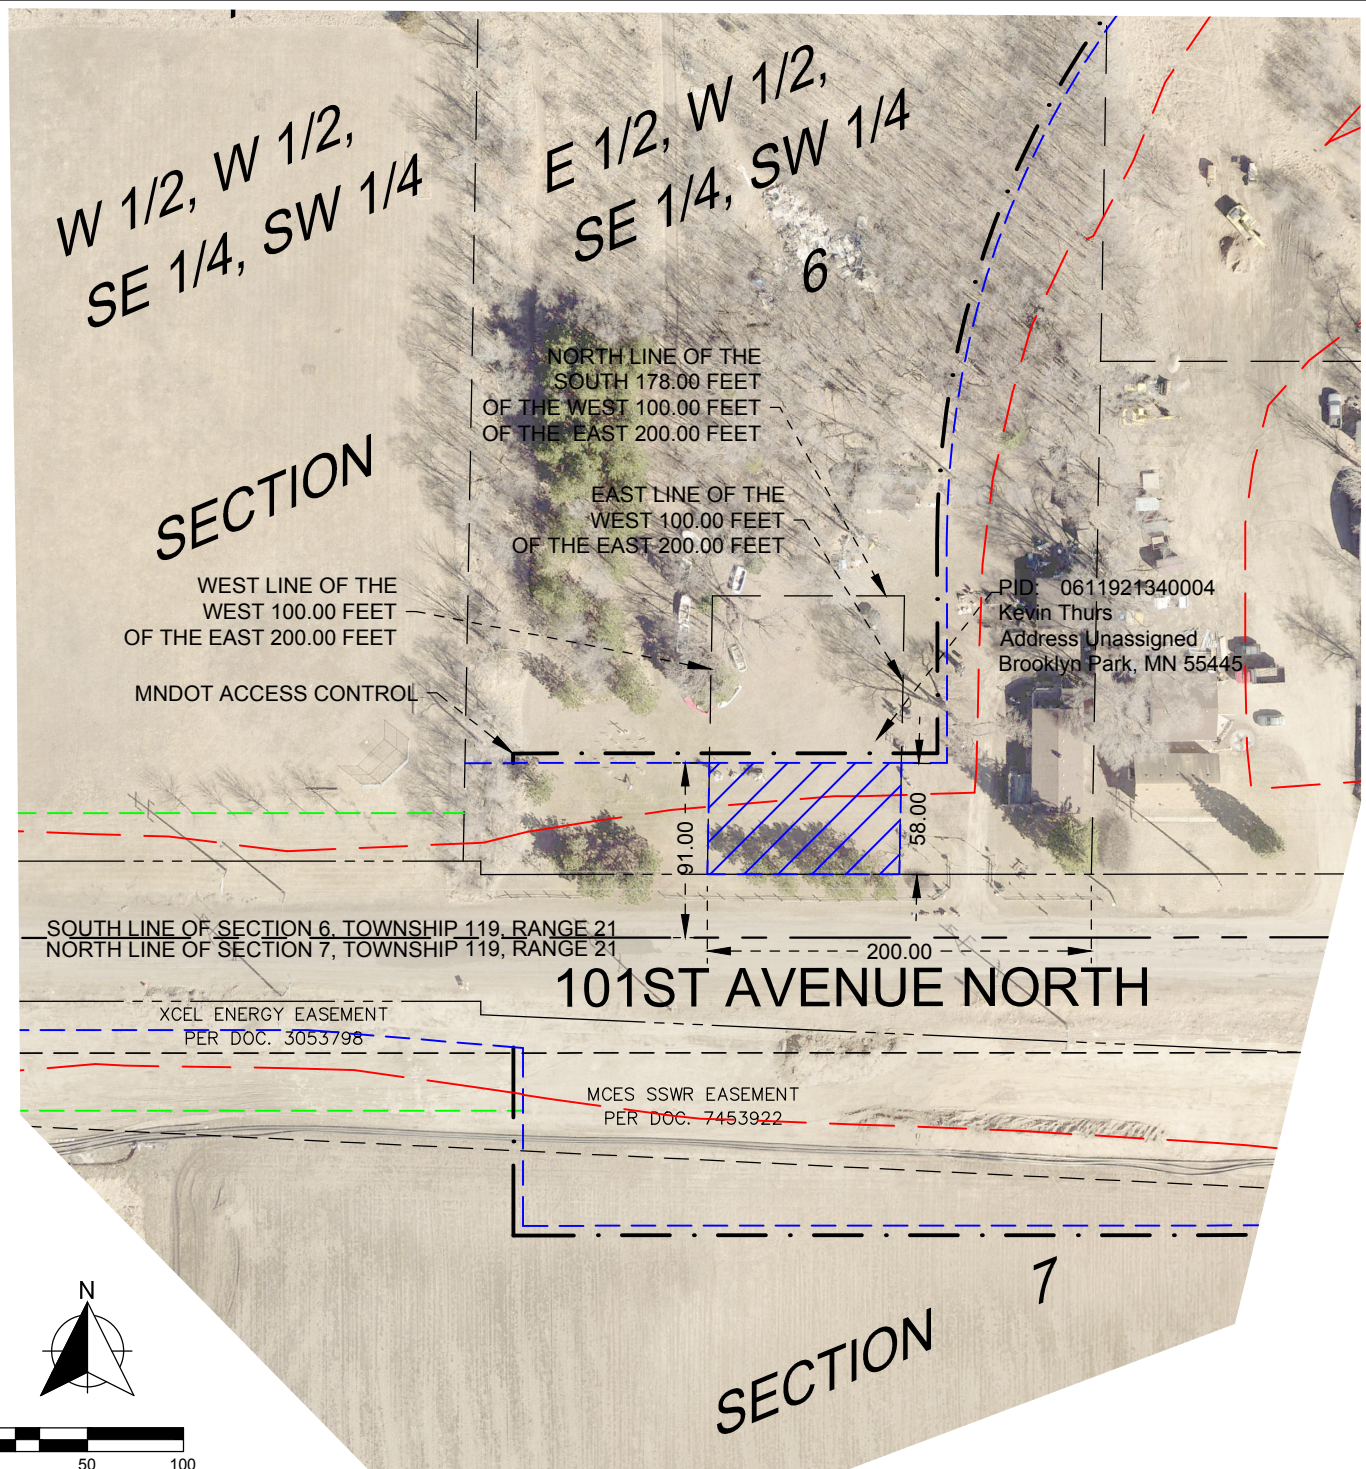 W 1/2, W 1/2,
SE 1/4, SW 1/4
E 1/2, W 1/2,
SE 1/4, SW 1/4
6
NORTH LINE OF THE
SOUTH 178.00 FEET
OF THE WEST 100.00 FEET
OF THE EAST 200.00 FEET
SECTION
EAST LINE OF THE
WEST 100.00 FEET
OF THE EAST 200.00 FEET
WEST LINE OF THE
WEST 100.00 FEET
OF THE EAST 200.00 FEET
PID: 0611921340004
Kevin Thurs
Address Unassigned
Brooklyn Park, MN 55445
MNDOT ACCESS CONTROL
91.00
58.00
SOUTH LINE OF SECTION 6, TOWNSHIP 119, RANGE 21
NORTH LINE OF SECTION 7, TOWNSHIP 119, RANGE 21
200.00
101ST AVENUE NORTH
XCEL ENERGY EASEMENT
PER DOC. 3053798
MCES SSWR EASEMENT
PER DOC. 7453922
7
SECTION
N
50 100